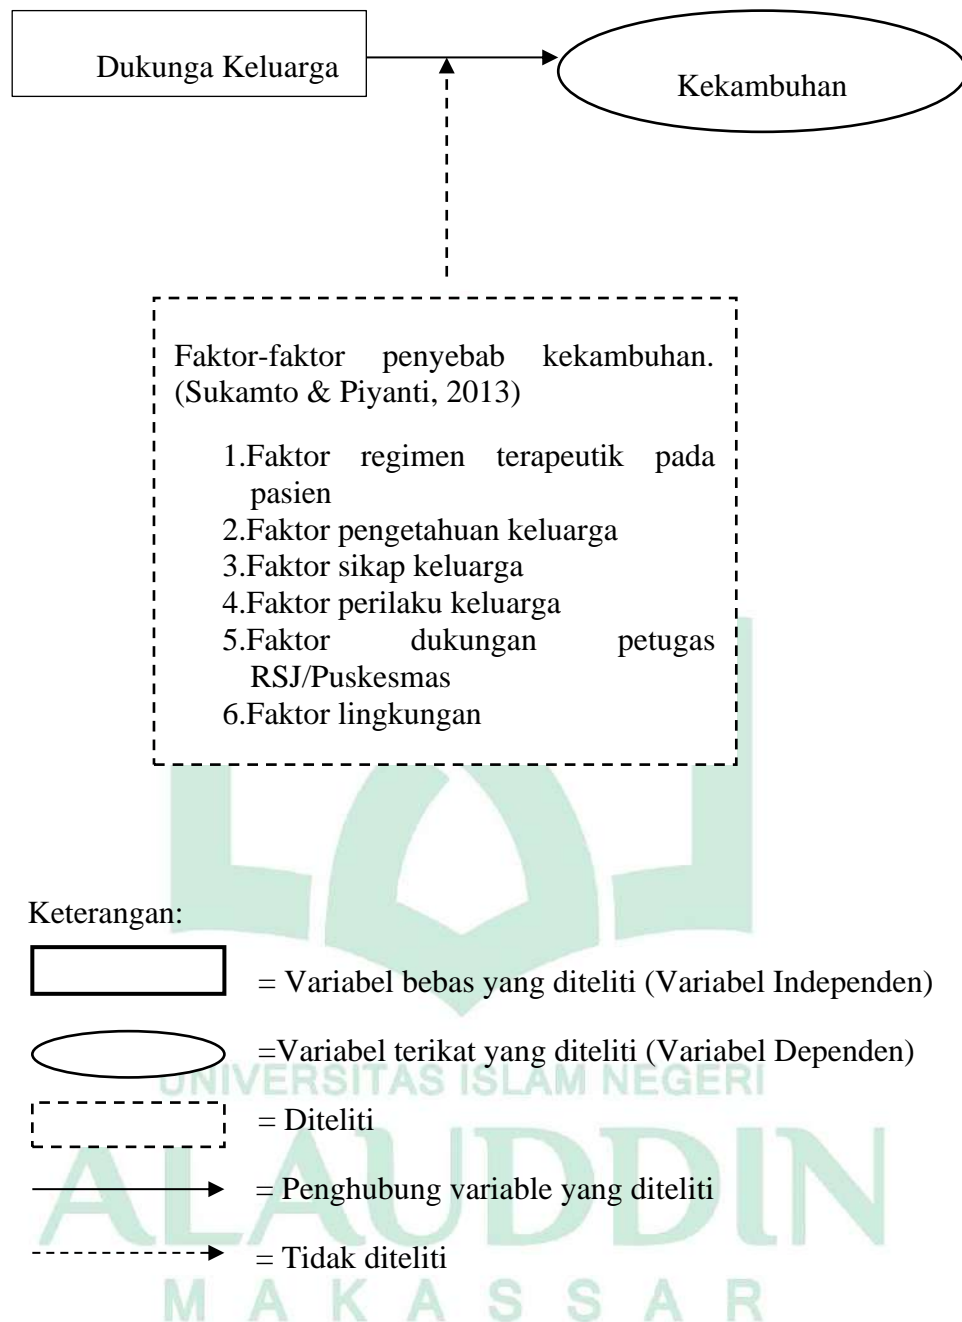 Dukunga Keluarga
Kekambuhan
Faktor-faktor penyebab kekambuhan.
(Sukamto & Piyanti, 2013)
1.Faktor regimen terapeutik pada
pasien
2.Faktor pengetahuan keluarga
3.Faktor sikap keluarga
4.Faktor perilaku keluarga
5.Faktor dukungan petugas
RSJ/Puskesmas
6.Faktor lingkungan
Keterangan:
= Variabel bebas yang diteliti (Variabel Independen)
=Variabel terikat yang diteliti (Variabel Dependen)
UNIVERSITAS ISLAM NEGERI
= Diteliti
ALAUDDIN
= Penghubung variable yang diteliti
= Tidak diteliti
MAKASSAR